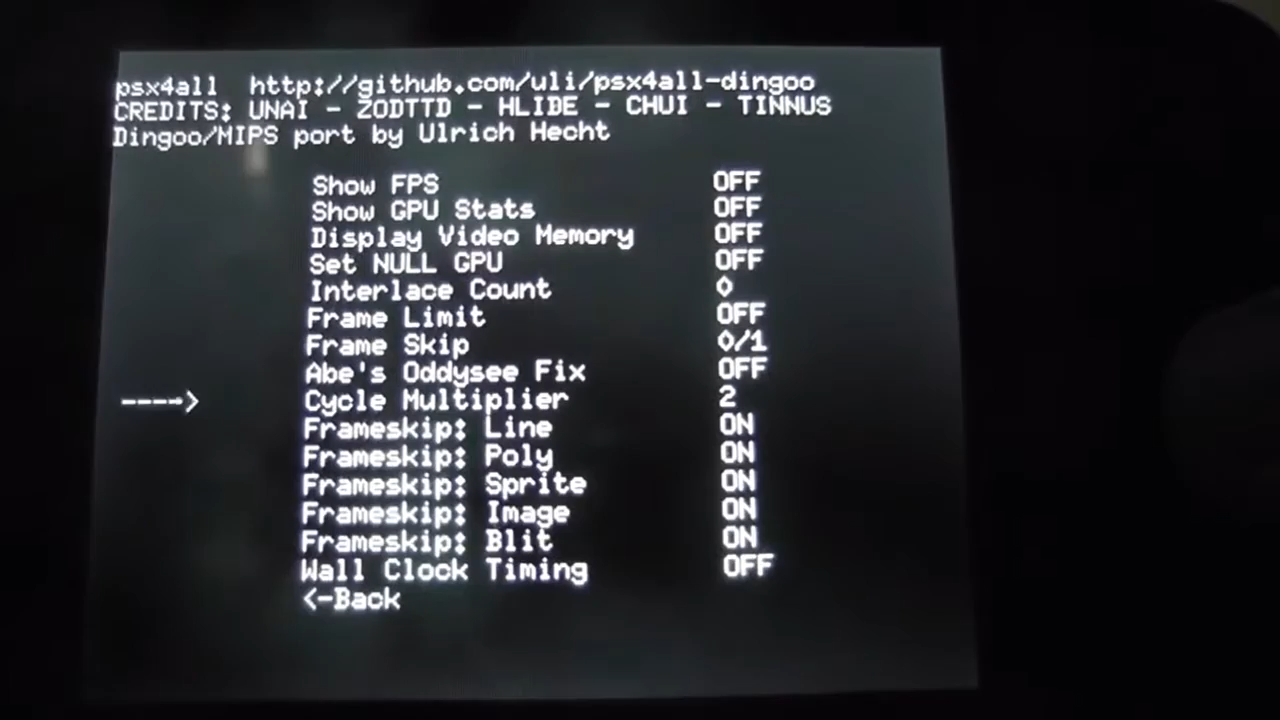 psx4all http://github.com/uli/psx4all-dingoo
CREDITS: UNAI - ZODTTD - HLIDE - CHUI - TINNUS
Dingoo/MIPS port by Ulrich Hecht
Show FPS OFF
Show GPU Stats OFF
Display Video Memory OFF
Set NULL GPU OFF
Interlace Count 0
Frame Limit OFF
Frame Skip 0/1
Abe's Oddysee Fix OFF
----> Cycle Multiplier 2
Frameskip: Line ON
Frameskip: Poly ON
Frameskip: Sprite ON
Frameskip: Image ON
Frameskip: Blit ON
Wall Clock Timing OFF
<-Back